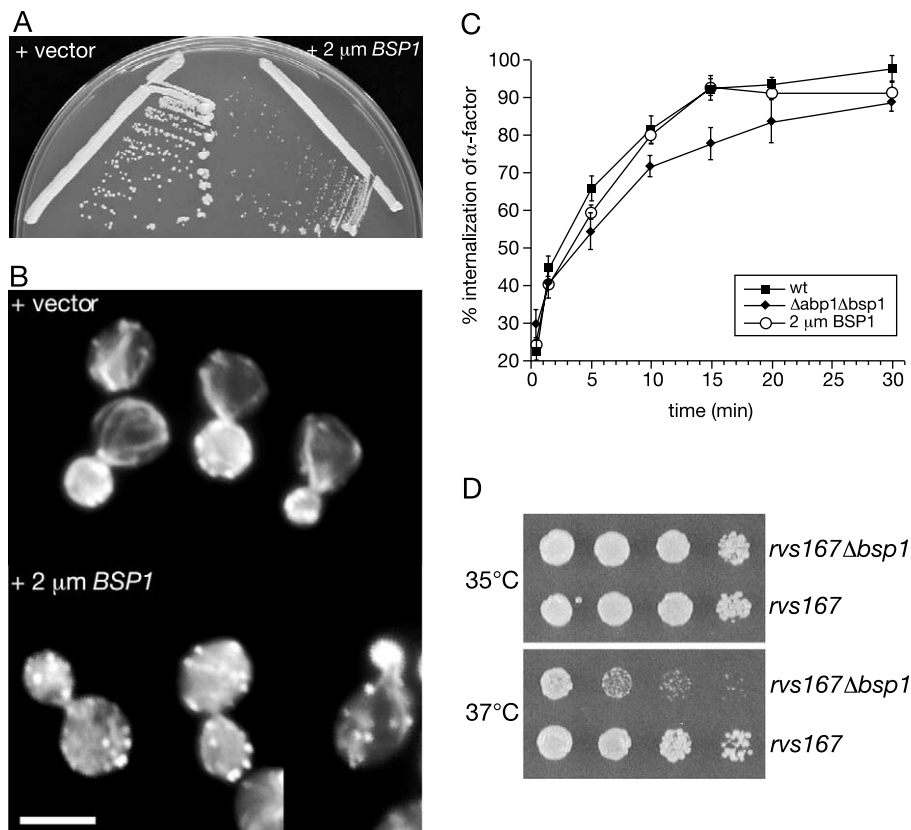 A
+ vector
+ 2 μm BSP1
B
+ vector
+ 2 μm BSP1
C
100
90
80
70
60
50
40
30
20
% internalization of α-factor
0
5
10
15
20
25
30
time (min)
wt
Δabp1Δbsp1
2 μm BSP1
D
35°C
rvs167Δbsp1
rvs167
37°C
rvs167Δbsp1
rvs167